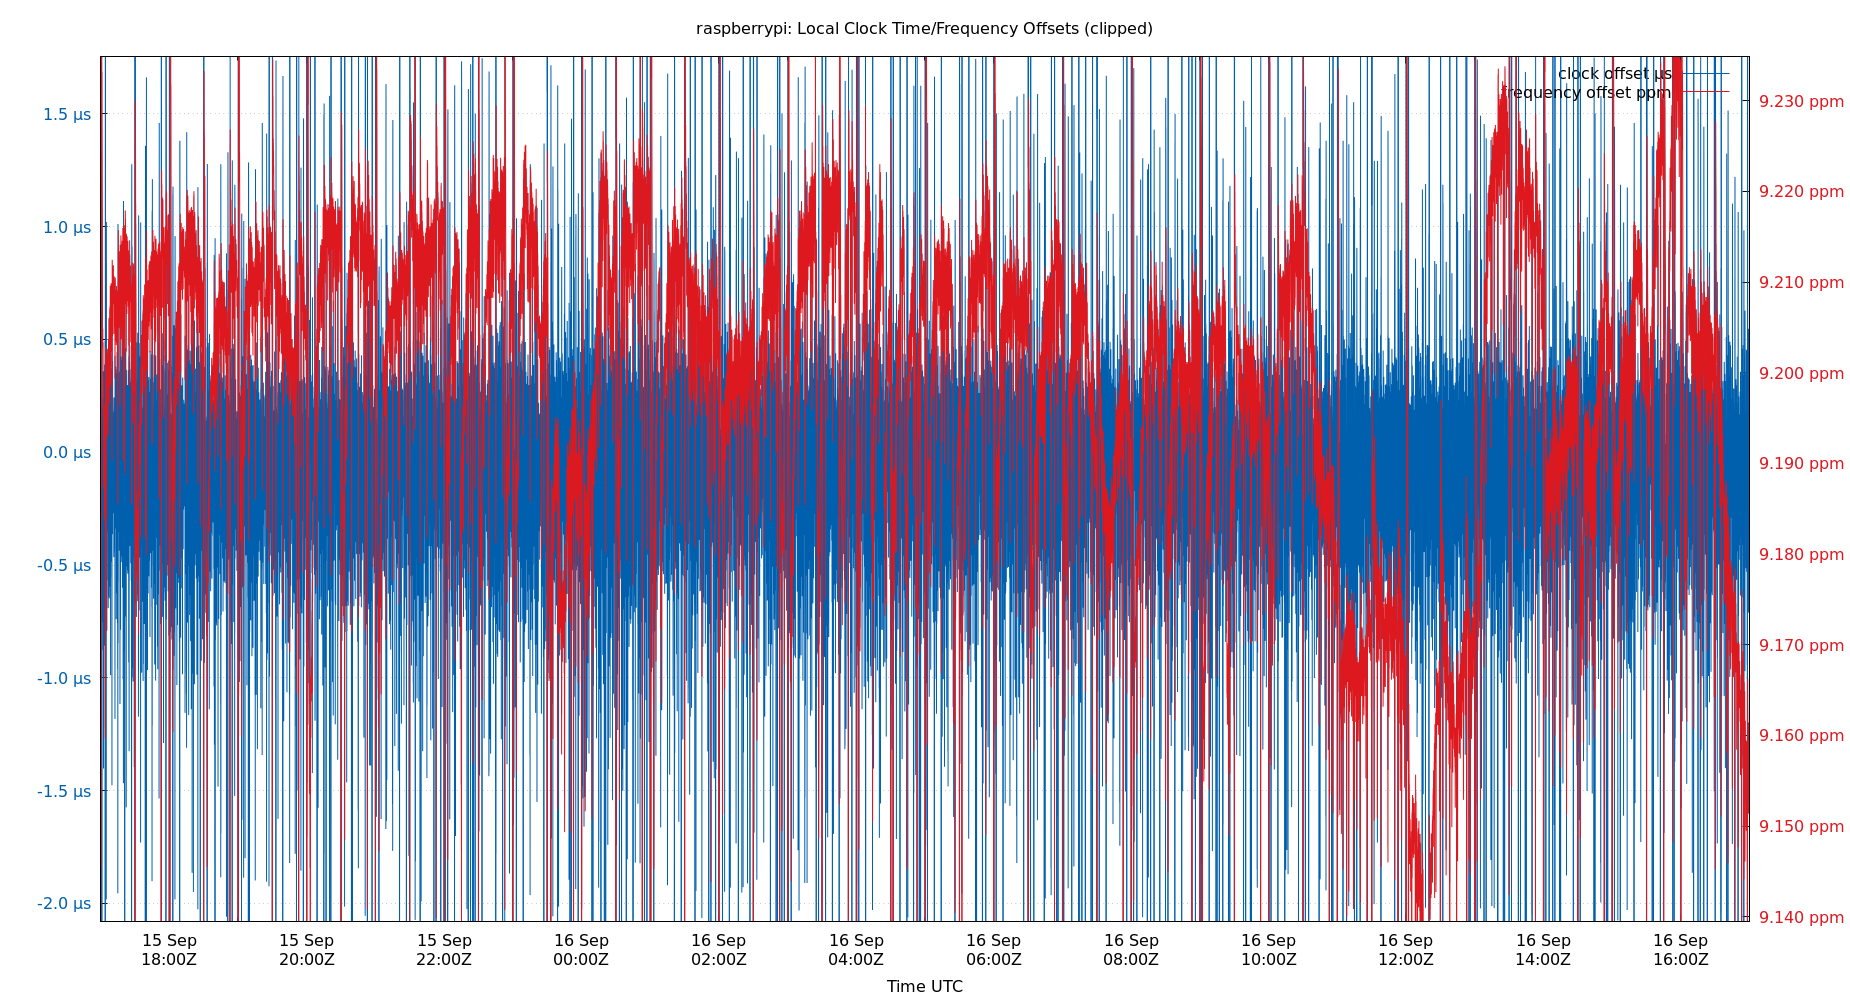 raspberrypi: Local Clock Time/Frequency Offsets (clipped)
clock offset µs
frequency offset ppm
1.5 µs
1.0 µs
0.5 µs
0.0 µs
-0.5 µs
-1.0 µs
-1.5 µs
-2.0 µs
9.230 ppm
9.220 ppm
9.210 ppm
9.200 ppm
9.190 ppm
9.180 ppm
9.170 ppm
9.160 ppm
9.150 ppm
9.140 ppm
15 Sep 15 Sep 15 Sep 16 Sep 16 Sep 16 Sep 16 Sep 16 Sep 16 Sep 16 Sep 16 Sep 16 Sep
18:00Z 20:00Z 22:00Z 00:00Z 02:00Z 04:00Z 06:00Z 08:00Z 10:00Z 12:00Z 14:00Z 16:00Z
Time UTC